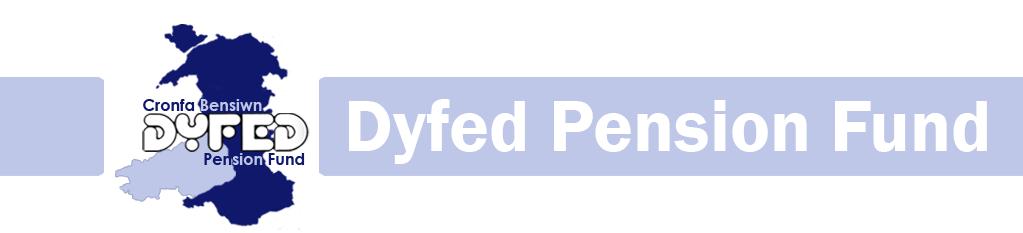 Cronfa Bensiwn
DYFED
Pension Fund
Dyfed Pension Fund